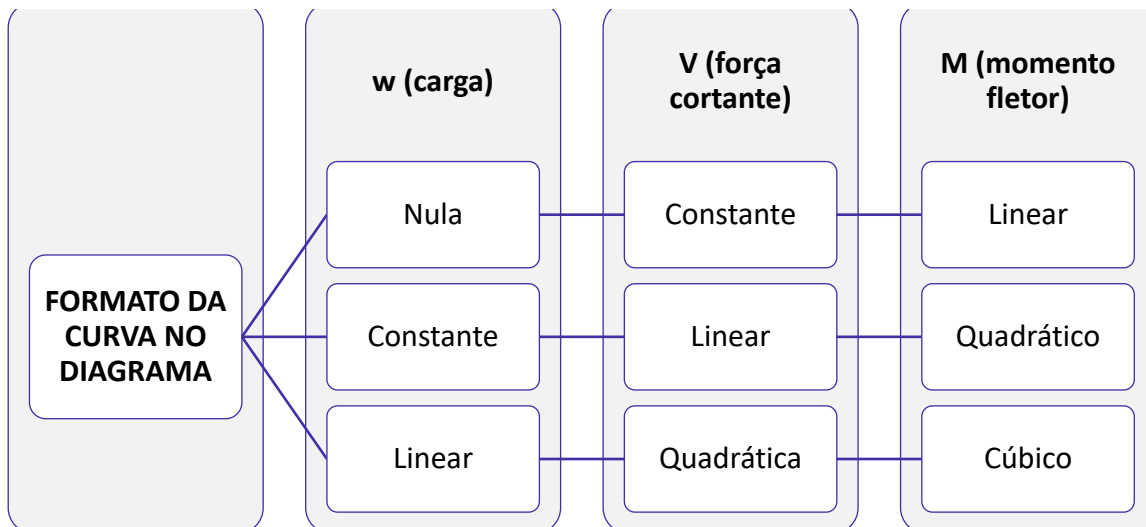 w (carga)
V (força
cortante)
M (momento
fletor)
FORMATO DA
CURVA NO
DIAGRAMA
Nula
Constante
Linear
Constante
Linear
Quadrático
Linear
Quadrática
Cúbico